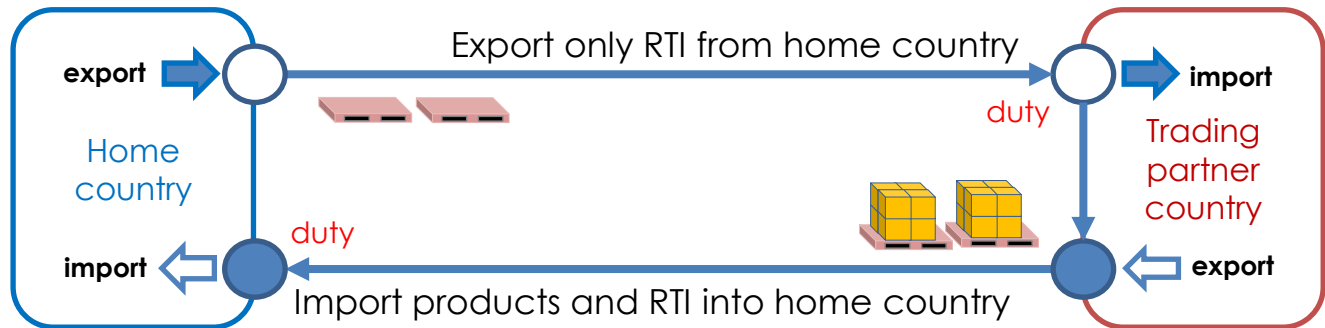 Export only RTI from home country
export
import
duty
Home
country
Trading
partner
country
duty
import
export
Import products and RTI into home country